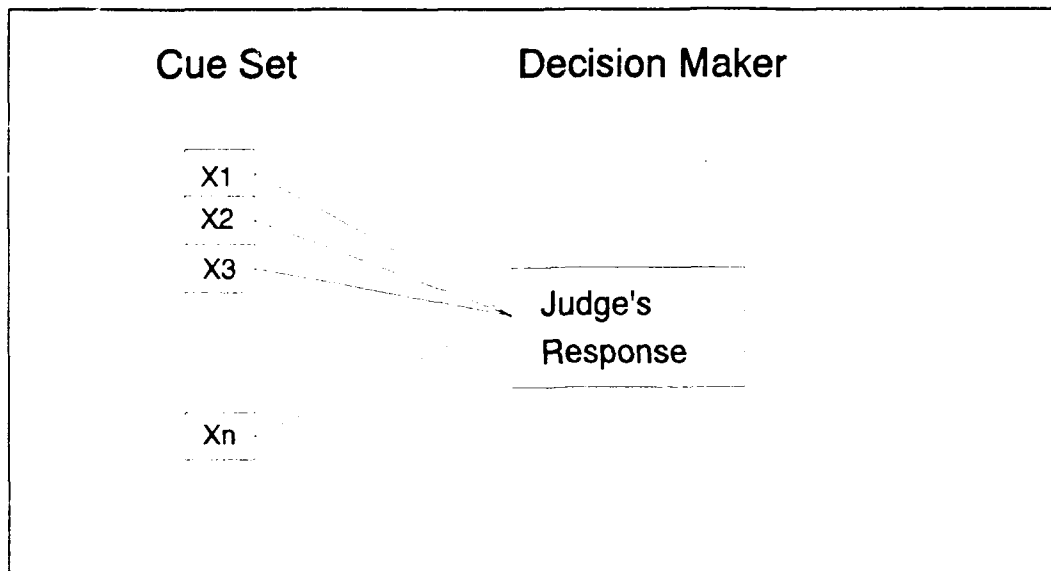 Cue Set
Decision Maker
X1
X2
X3
Judge's
Response
Xn